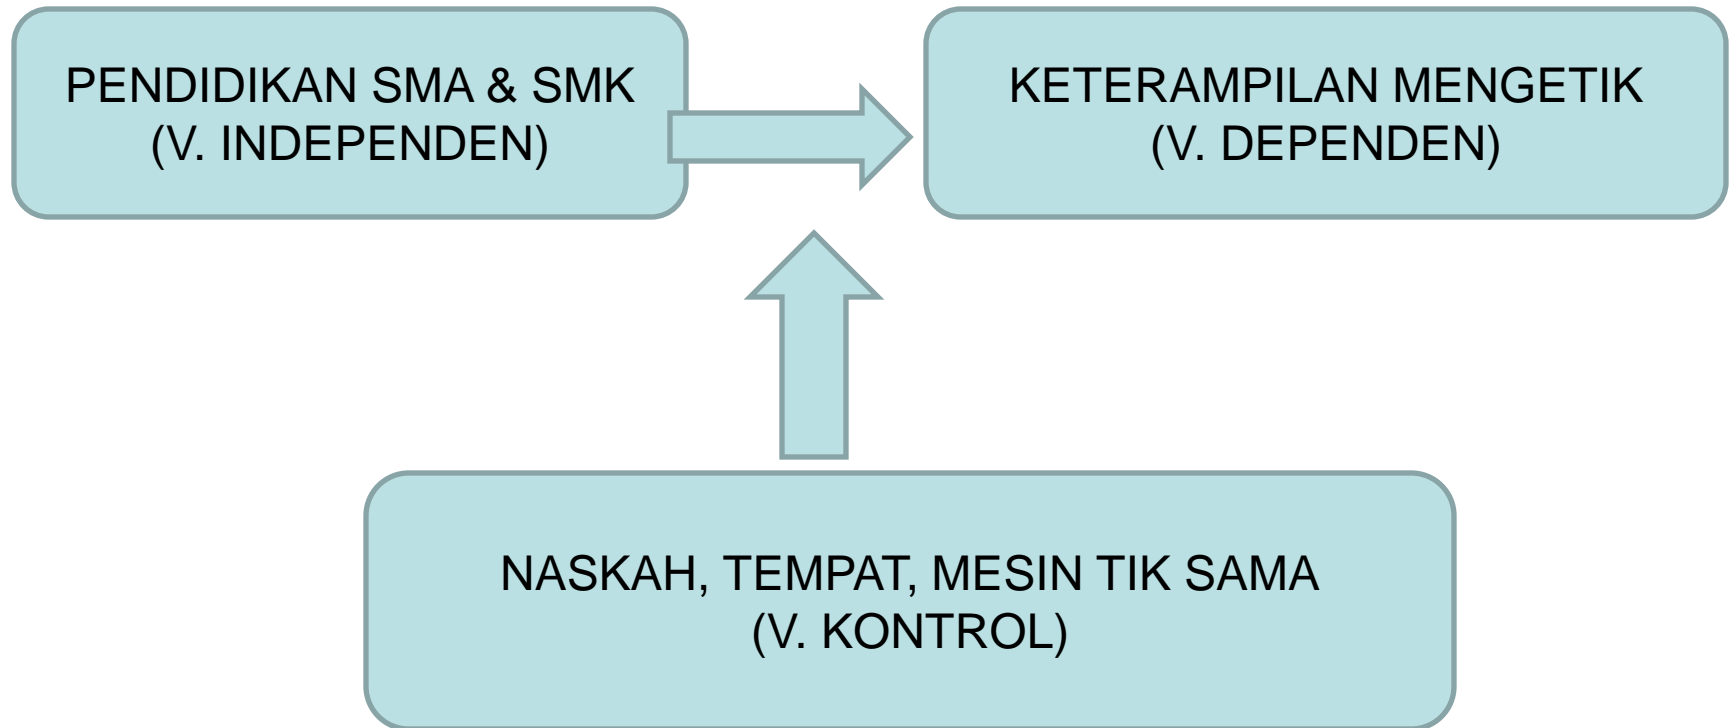 PENDIDIKAN SMA & SMK
(V. INDEPENDEN)
KETERAMPILAN MENGETIK
(V. DEPENDEN)
NASKAH, TEMPAT, MESIN TIK SAMA
(V. KONTROL)